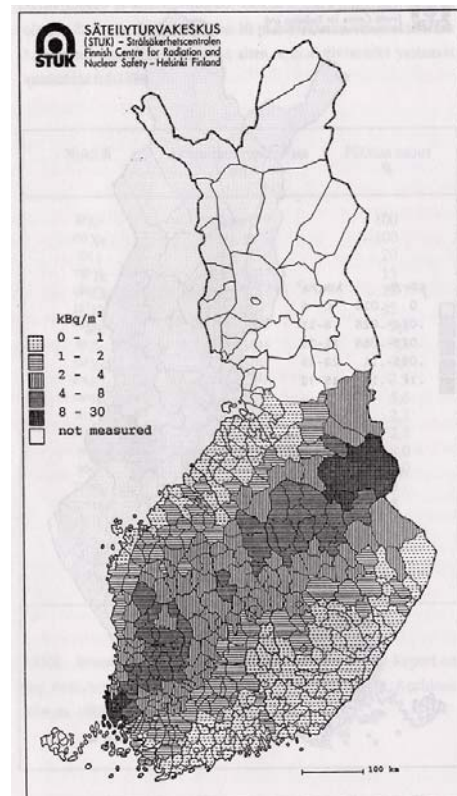 STUK
SÄTEILYTURVAKESKUS
(STUK) – Strålsäkerhetscentralen
Finnish Centre for Radiation and
Nuclear Safety – Helsinki Finland
kBq/m²
0 - 1
1 - 2
2 - 4
4 - 8
8 - 30
not measured
100 km